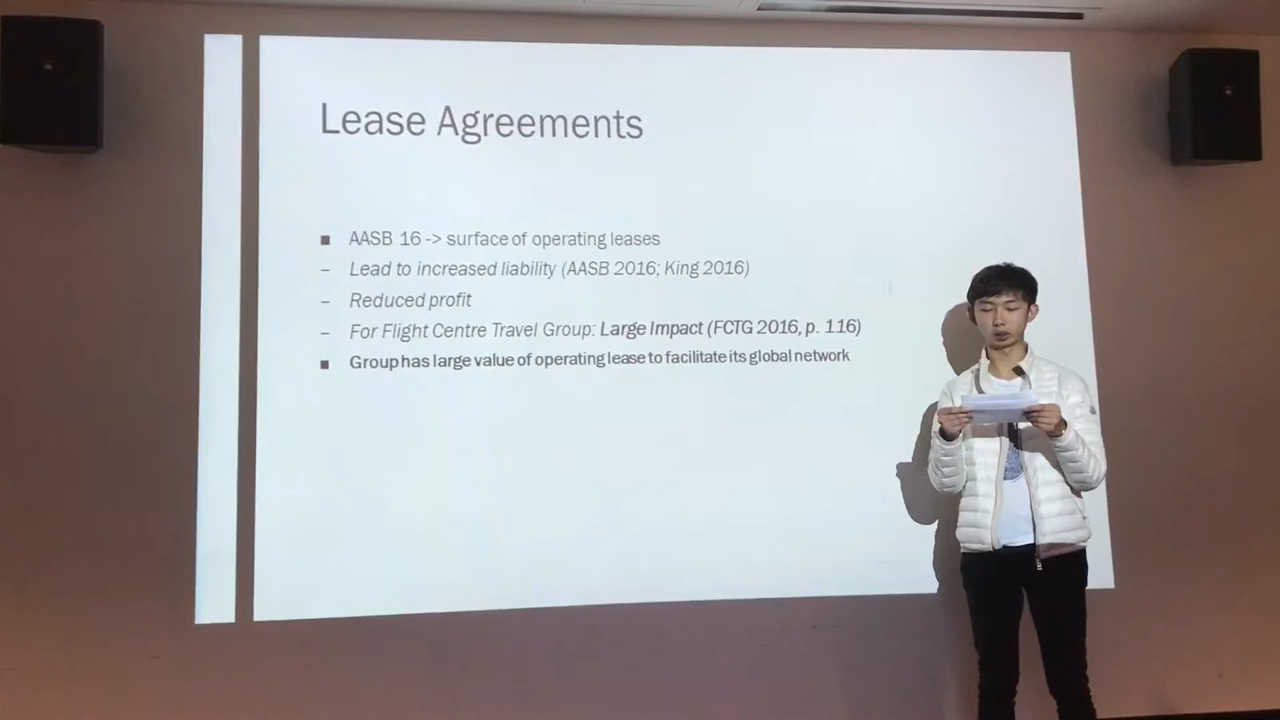 Lease Agreements
■ AASB 16 -> surface of operating leases
– Lead to increased liability (AASB 2016; King 2016)
– Reduced profit
– For Flight Centre Travel Group: Large Impact (FCTG 2016, p. 116)
■ Group has large value of operating lease to facilitate its global network